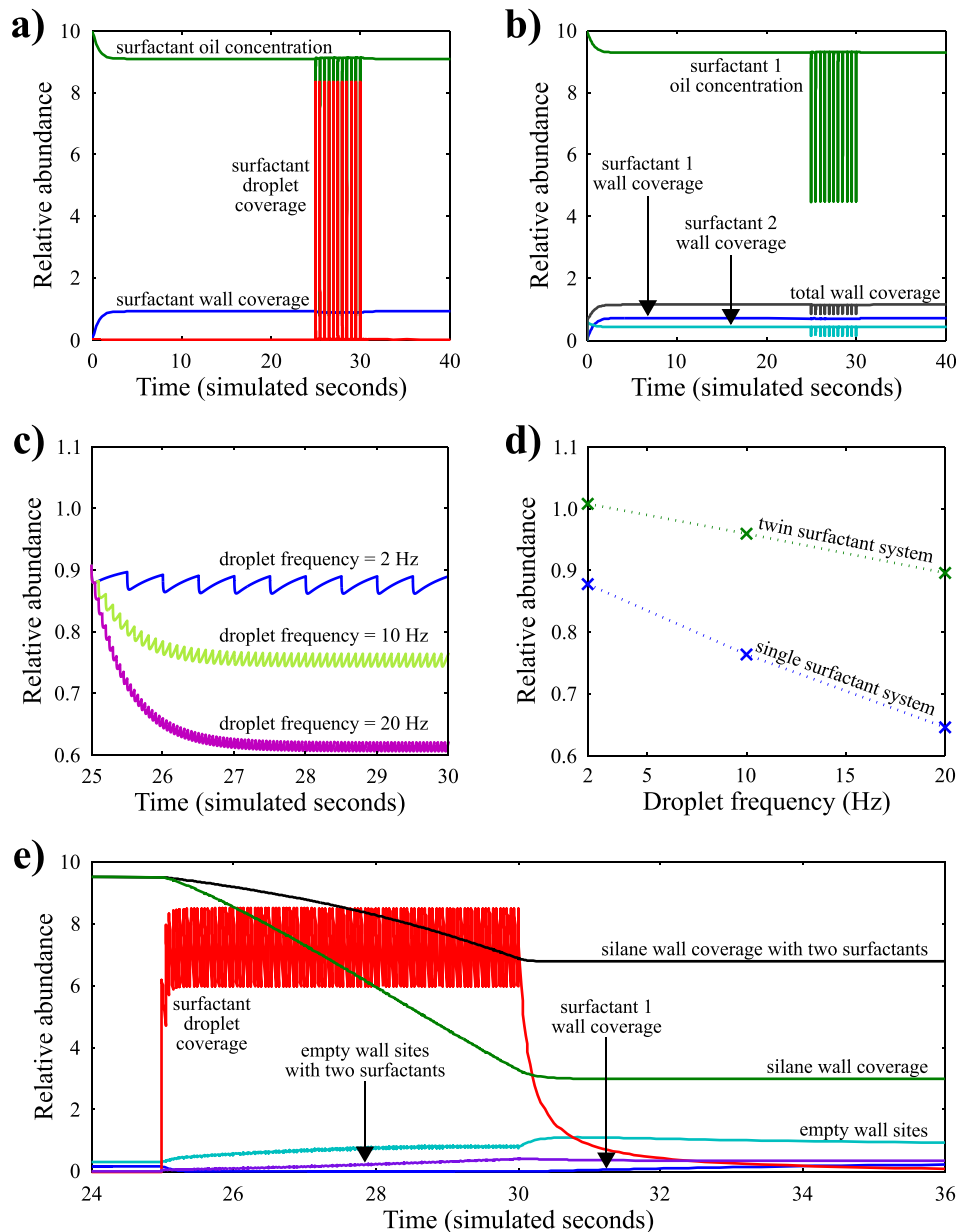 a)
10
8
6
4
2
0
Relative abundance
surfactant oil concentration
surfactant
droplet
coverage
surfactant wall coverage
0 10 20 30 40
Time (simulated seconds)
b)
10
8
6
4
2
0
Relative abundance
surfactant 1
oil concentration
surfactant 1
wall coverage
surfactant 2
wall coverage
total wall coverage
0 10 20 30 40
Time (simulated seconds)
c)
1.1
1.0
0.9
0.8
0.7
0.6
Relative abundance
droplet frequency = 2 Hz
droplet frequency = 10 Hz
droplet frequency = 20 Hz
25 26 27 28 29 30
Time (simulated seconds)
d)
1.1
1.0
0.9
0.8
0.7
0.6
Relative abundance
twin surfactant system
single surfactant system
2 5 10 15 20
Droplet frequency (Hz)
e)
10
8
6
4
2
0
Relative abundance
silane wall coverage with two surfactants
surfactant
droplet
coverage
surfactant 1
wall coverage
empty wall sites
with two surfactants
silane wall coverage
empty wall sites
24 26 28 30 32 34 36
Time (simulated seconds)